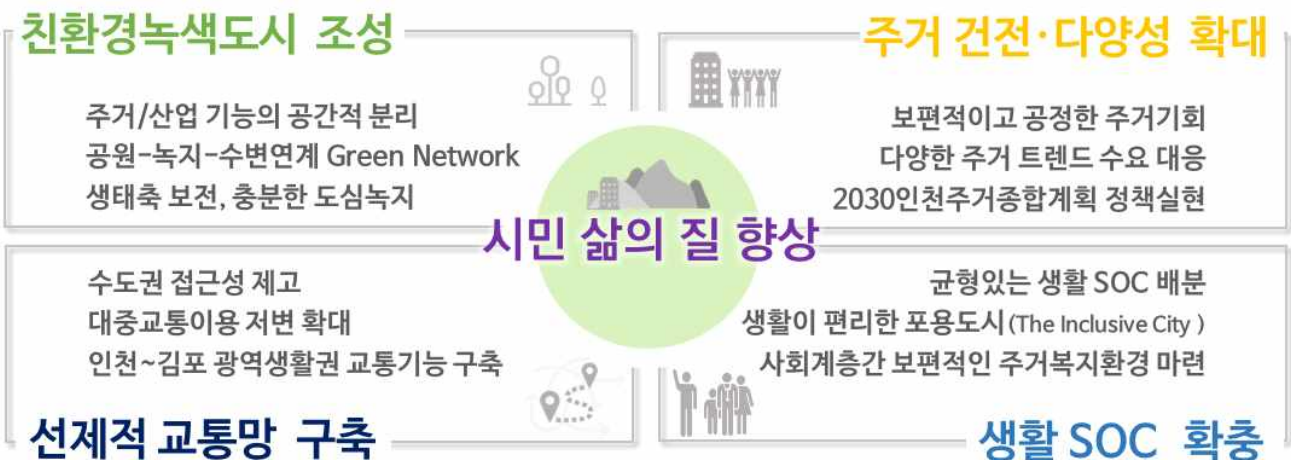 친환경녹색도시 조성
주거/산업 기능의 공간적 분리
공원-녹지-수변연계 Green Network
생태축 보전, 충분한 도심녹지
주거 건전·다양성 확대
보편적이고 공정한 주거기회
다양한 주거 트렌드 수요 대응
2030인천주거종합계획 정책실현
시민 삶의 질 향상
수도권 접근성 제고
대중교통이용 저변 확대
인천~김포 광역생활권 교통기능 구축
선제적 교통망 구축
균형있는 생활 SOC 배분
생활이 편리한 포용도시(The Inclusive City )
사회계층간 보편적인 주거복지환경 마련
생활 SOC 확충